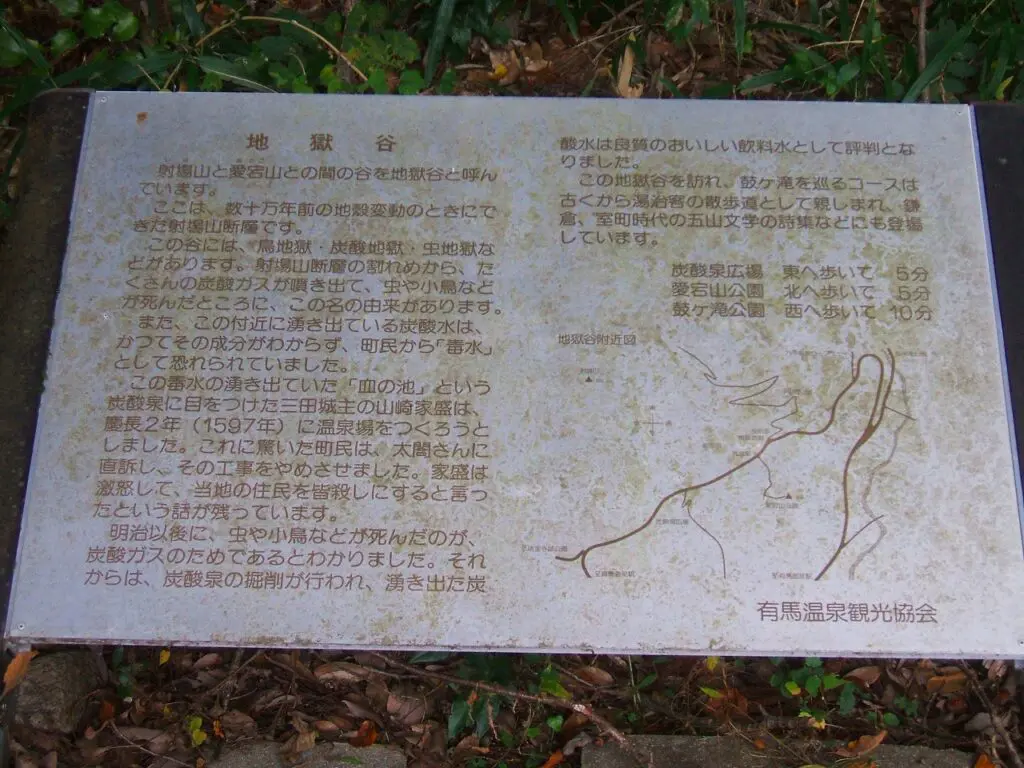 地獄谷
射場山と愛宕山との間の谷を地獄谷と呼ん
でいます。
ここは、数十万年前の地殻変動のときにで
きた射場山断層です。
この谷には、鳥地獄・炭酸地獄・虫地獄な
どがあります。射場山断層の割れめから、た
くさんの炭酸ガスが噴き出て、虫や小鳥など
が死んだところに、この名の由来があります。
また、この付近に湧き出ている炭酸水は、
かつてその成分がわからず、町民から「毒水」
として恐れられていました。
この毒水の湧き出ていた「血の池」という
炭酸泉に目をつけた三田城主の山崎家盛は、
慶長2年(1597年)に温泉場をつくろうと
しました。これに驚いた町民は、太閤さんに
直訴し、その工事をやめさせました。家盛は
激怒して、当地の住民を皆殺しにすると言っ
たという話が残っています。
明治以後に、虫や小鳥などが死んだのが、
炭酸ガスのためであるとわかりました。それ
からは、炭酸泉の掘削が行われ、湧き出た炭
酸水は良質のおいしい飲料水として評判とな
りました。
この地獄谷を訪れ、鼓ケ滝を巡るコースは
古くから湯治客の散歩道として親しまれ、鎌
倉、室町時代の五山文学の詩集などにも登場
しています。
炭酸泉広場 東へ歩いて 5分
愛宕山公園 北へ歩いて 5分
鼓ケ滝公園 西へ歩いて 10分
地獄谷附近図
有馬温泉観光協会